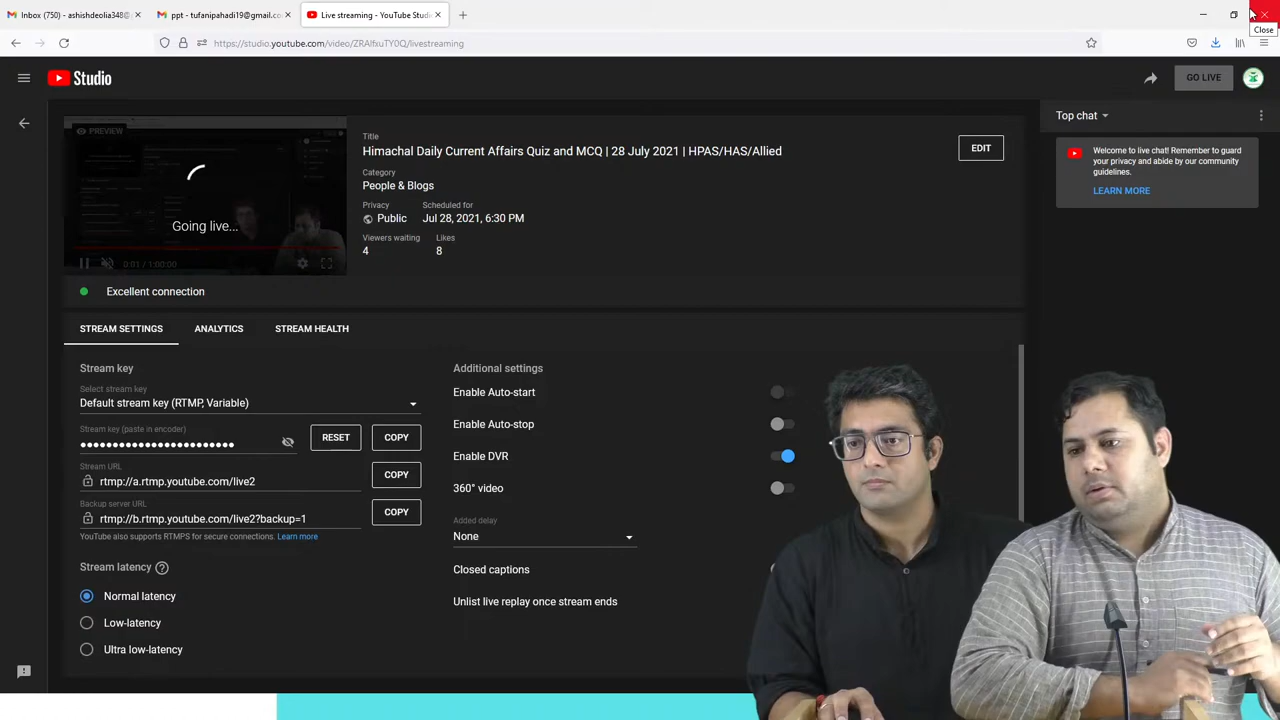 Inbox (750) - ashishdeolia348@
ppt - tufanipahadi19@gmail.com
Live streaming - YouTube Studio
https://studio.youtube.com/video/ZRAlfxuTY0Q/livestreaming
Close
Studio
GO LIVE
PREVIEW
Going live...
0:01 / 1:00:00
Title
Himachal Daily Current Affairs Quiz and MCQ | 28 July 2021 | HPAS/HAS/Allied
EDIT
Category
People & Blogs
Privacy
Public
Scheduled for
Jul 28, 2021, 6:30 PM
Viewers waiting
4
Likes
8
Excellent connection
Top chat
Welcome to live chat! Remember to guard
your privacy and abide by our community
guidelines.
LEARN MORE
STREAM SETTINGS
ANALYTICS
STREAM HEALTH
Stream key
Select stream key
Default stream key (RTMP, Variable)
Stream key (paste in encoder)
RESET
COPY
Stream URL
rtmp://a.rtmp.youtube.com/live2
COPY
Backup server URL
rtmp://b.rtmp.youtube.com/live2?backup=1
COPY
YouTube also supports RTMPS for secure connections. Learn more
Stream latency
Normal latency
Low-latency
Ultra low-latency
Additional settings
Enable Auto-start
Enable Auto-stop
Enable DVR
360° video
Added delay
None
Closed captions
Unlist live replay once stream ends